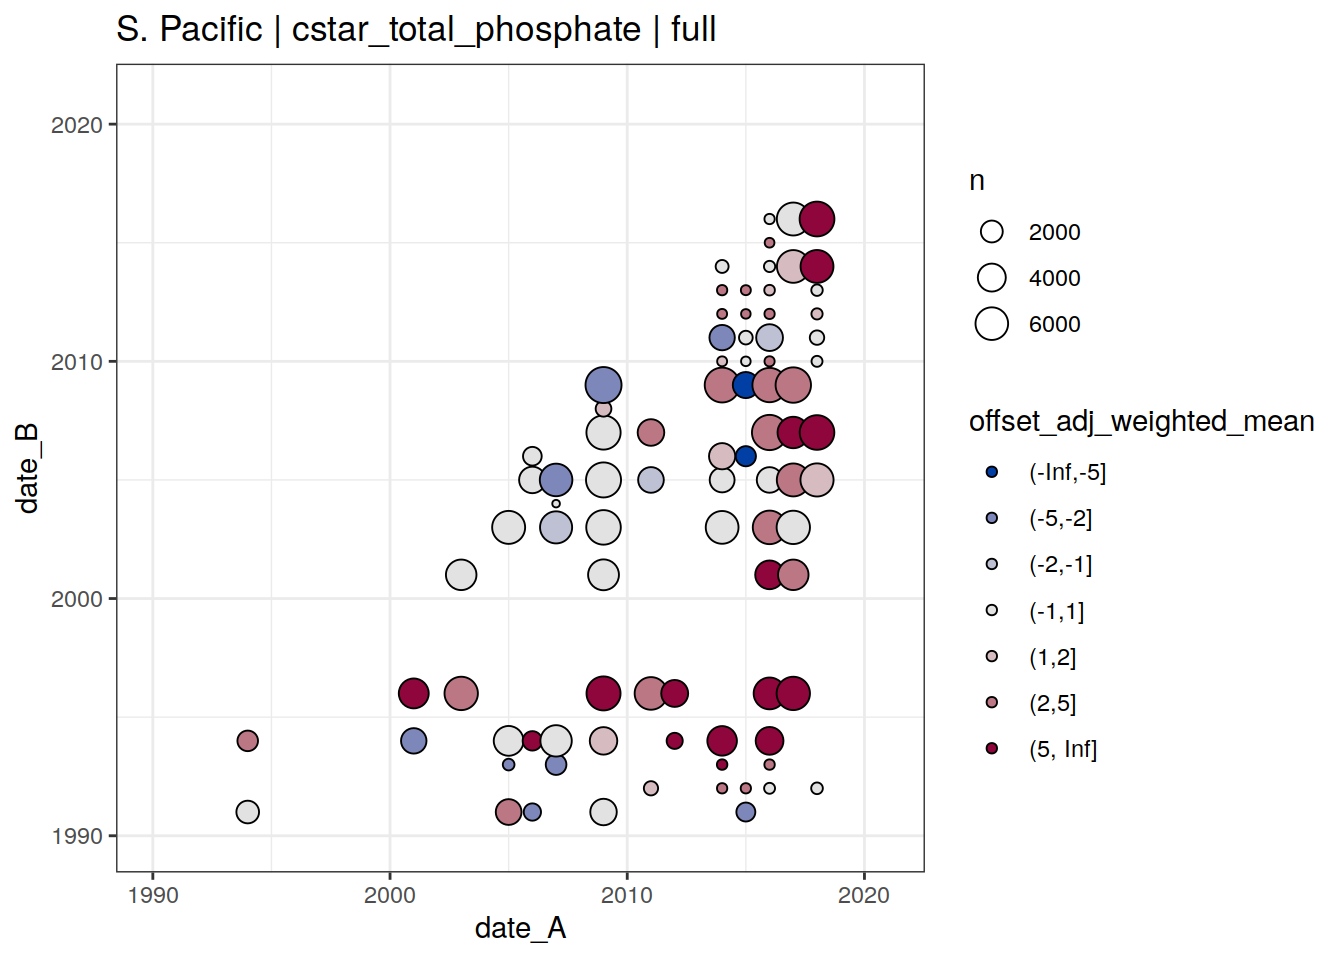 S. Pacific | cstar_total_phosphate | full
2020
2010
2000
1990
date_B
1990
2000
2010
2020
date_A
n
2000
4000
6000
offset_adj_weighted_mean
(-Inf,-5]
(-5,-2]
(-2,-1]
(-1,1]
(1,2]
(2,5]
(5, Inf]